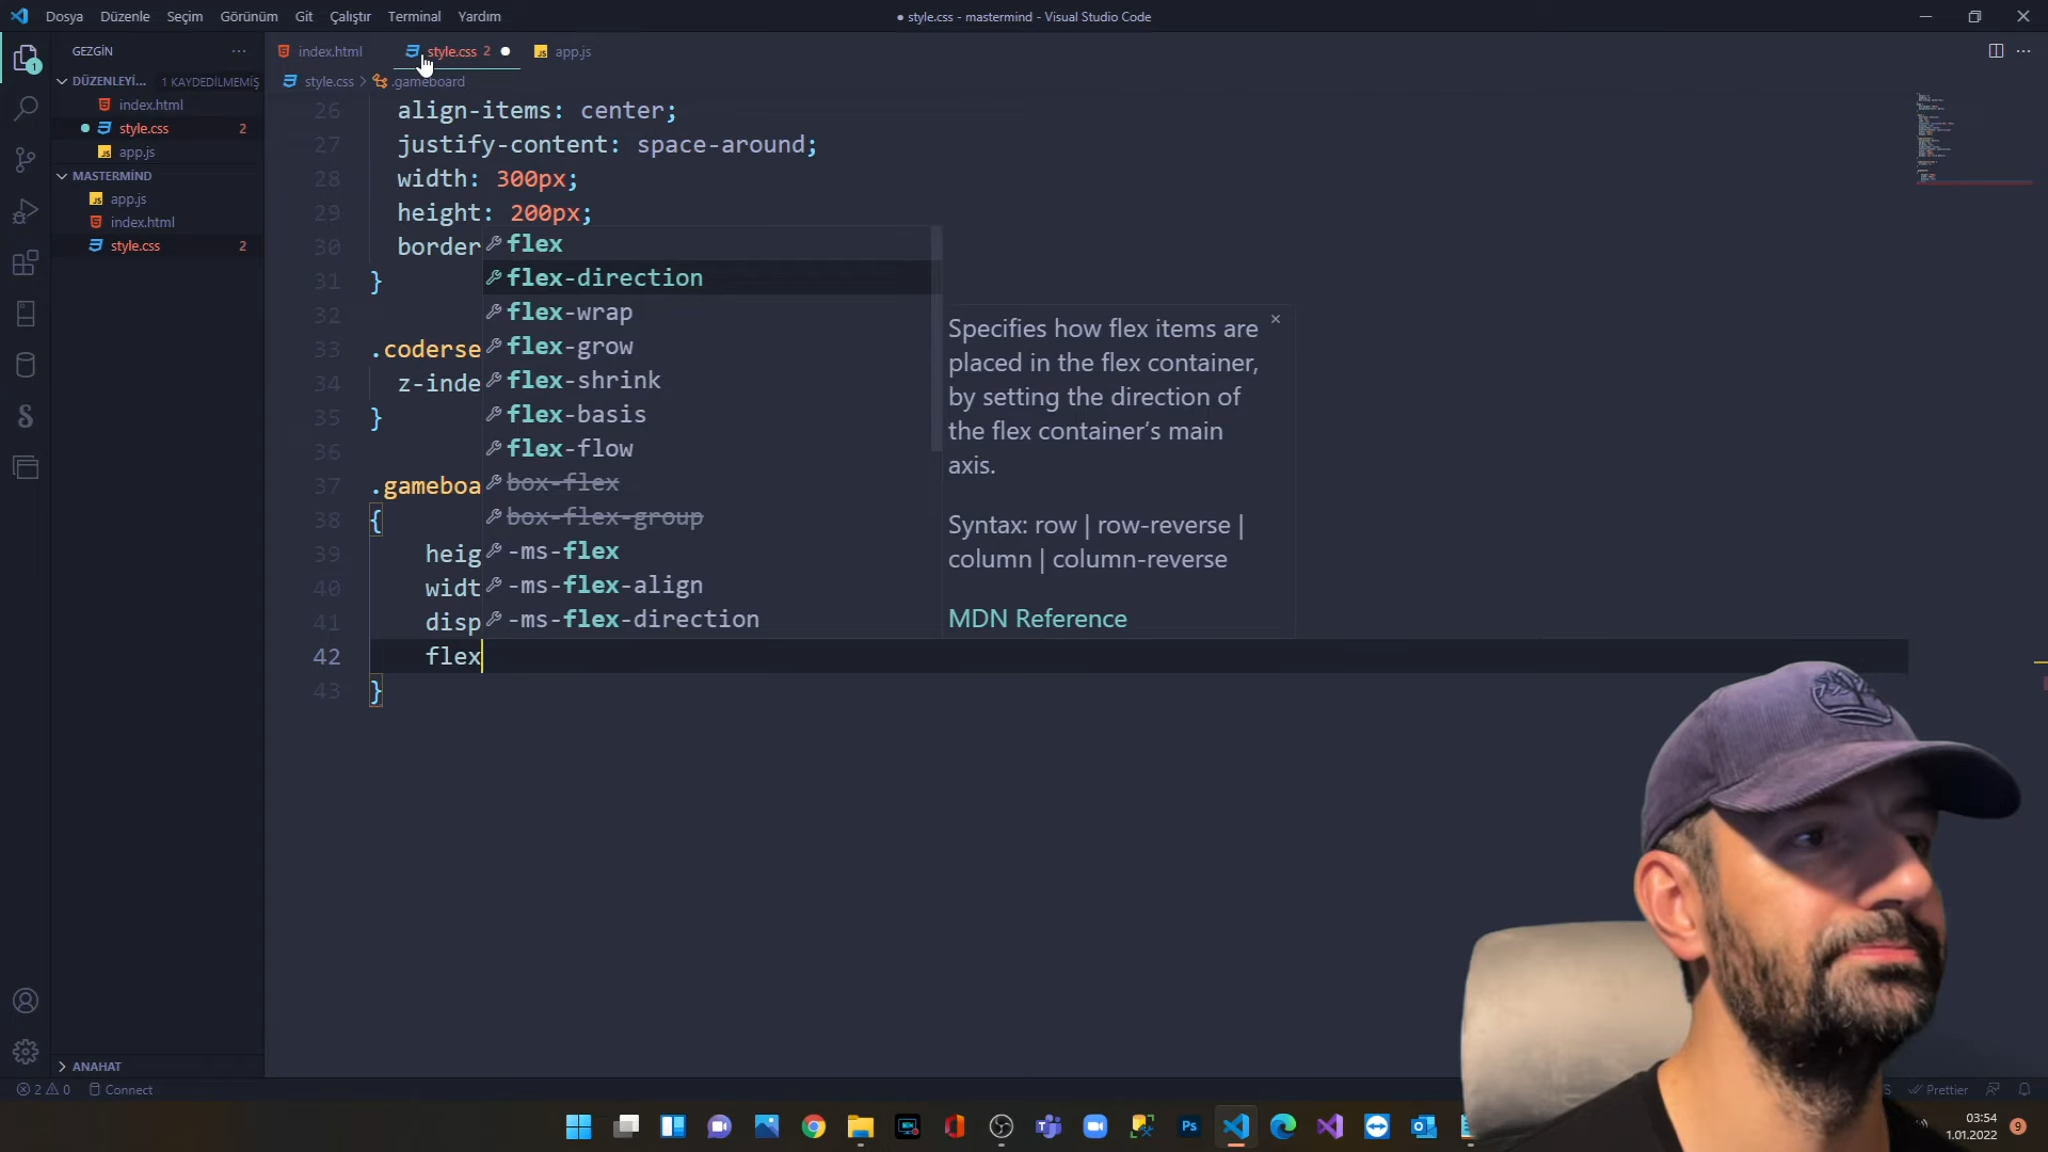 Dosya Düzenle Seçim Görünüm Git Çalıştır Terminal Yardım
● style.css - mastermind - Visual Studio Code
GEZGİN ···
index.html
style.css 2
app.js
DÜZENLEYİ... 1 KAYDEDİLMEMİŞ
style.css > .gameboard
index.html
style.css 2
app.js
MASTERMİND
app.js
index.html
style.css 2
26 align-items: center;
27 justify-content: space-around;
28 width: 300px;
29 height: 200px;
30 border
31 }
32
33 .coderse
34 z-inde
35 }
36
37 .gameboa
38 {
39 heig
40 widt
41 disp
42 flex
43 }
flex
flex-direction
flex-wrap
flex-grow
flex-shrink
flex-basis
flex-flow
box-flex
box-flex-group
-ms-flex
-ms-flex-align
-ms-flex-direction
Specifies how flex items are
placed in the flex container,
by setting the direction of
the flex container's main
axis.
Syntax: row | row-reverse |
column | column-reverse
MDN Reference
ANAHAT
2 0 Connect
Prettier
Ps
03:54
1.01.2022
9
1